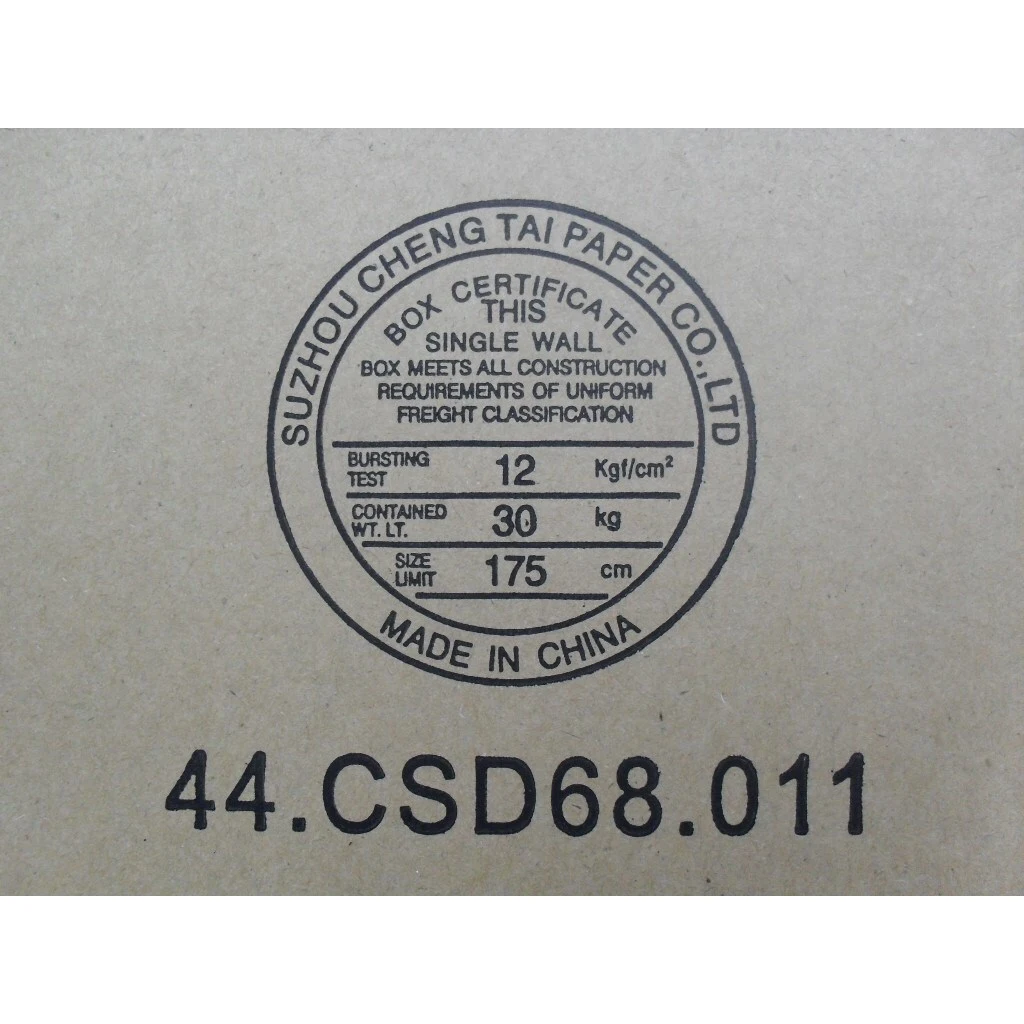 SUZHOU CHENG TAI PAPER CO.,LTD
BOX CERTIFICATE
THIS
SINGLE WALL
BOX MEETS ALL CONSTRUCTION
REQUIREMENTS OF UNIFORM
FREIGHT CLASSIFICATION
BURSTING TEST 12 Kgf/cm²
CONTAINED WT. LT. 30 kg
SIZE LIMIT 175 cm
MADE IN CHINA
44.CSD68.011